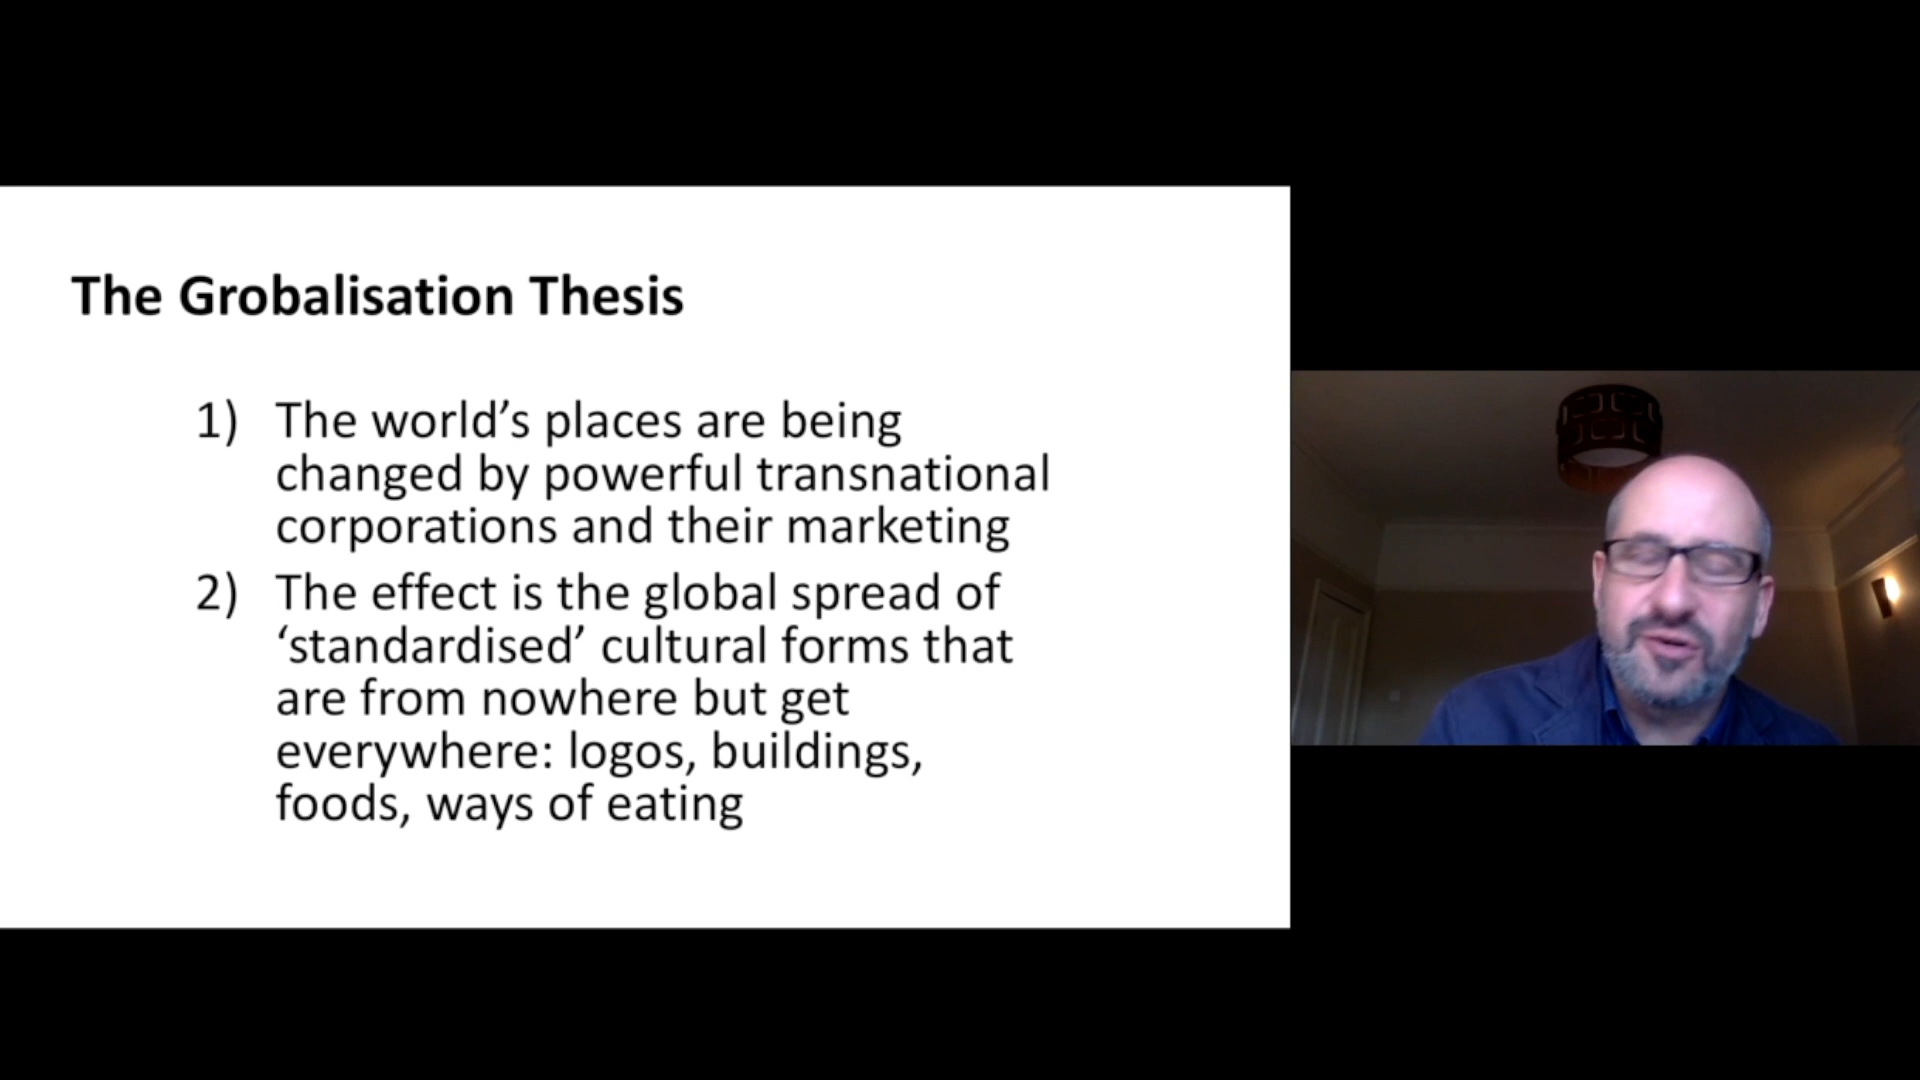 The Grobalisation Thesis
1) The world’s places are being
changed by powerful transnational
corporations and their marketing
2) The effect is the global spread of
‘standardised’ cultural forms that
are from nowhere but get
everywhere: logos, buildings,
foods, ways of eating